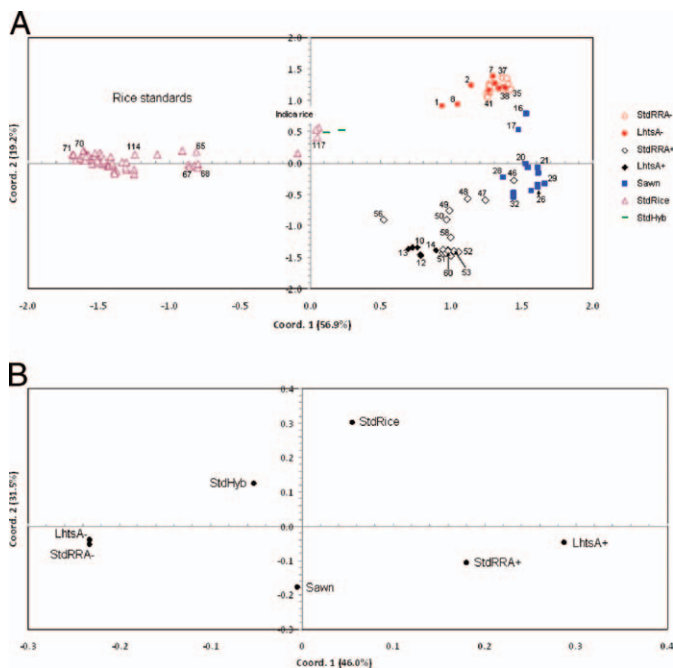 A
2.0
1.5
1.0
0.5
0.0
-0.5
-1.0
-1.5
-2.0
Coord. 2 (19.2%)
Rice standards
Indica rice
71
70
114
65
67
68
117
1
8
2
7
37
41
38
35
16
17
20
21
28
46
32
26
29
56
49
50
48
47
58
13
10
12
14
51
60
52
53
-2.0 -1.5 -1.0 -0.5 0.0 0.5 1.0 1.5 2.0
Coord. 1 (56.9%)
StdRRA-
LhtsA-
StdRRA+
LhtsA+
Sawn
StdRice
StdHyb
B
0.4
0.3
0.2
0.1
0.0
-0.1
-0.2
-0.3
Coord. 2 (31.5%)
StdRice
StdHyb
LhtsA-
StdRRA-
Sawn
StdRRA+
LhtsA+
-0.3 -0.2 -0.1 0 0.1 0.2 0.3 0.4
Coord. 1 (46.0%)